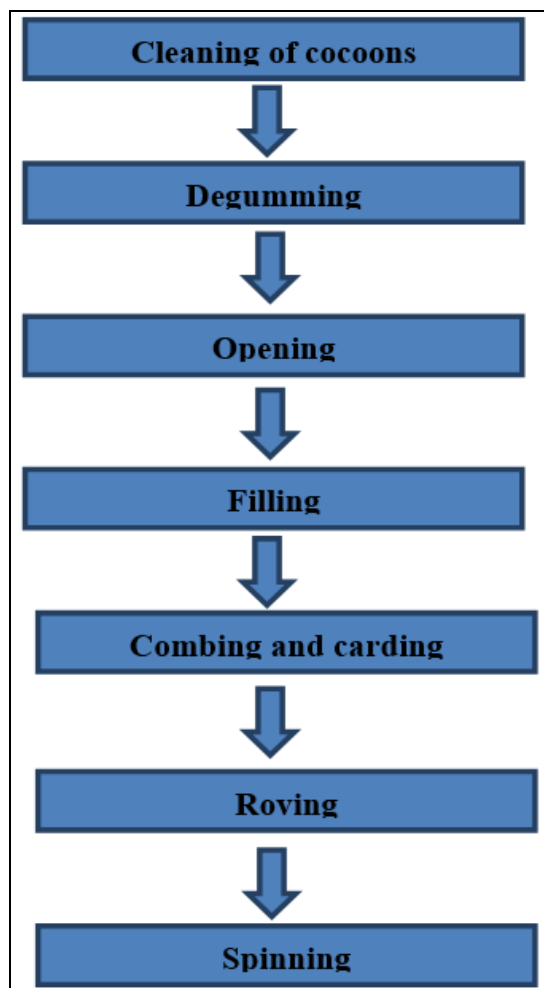 Cleaning of cocoons
Degumming
Opening
Filling
Combing and carding
Roving
Spinning